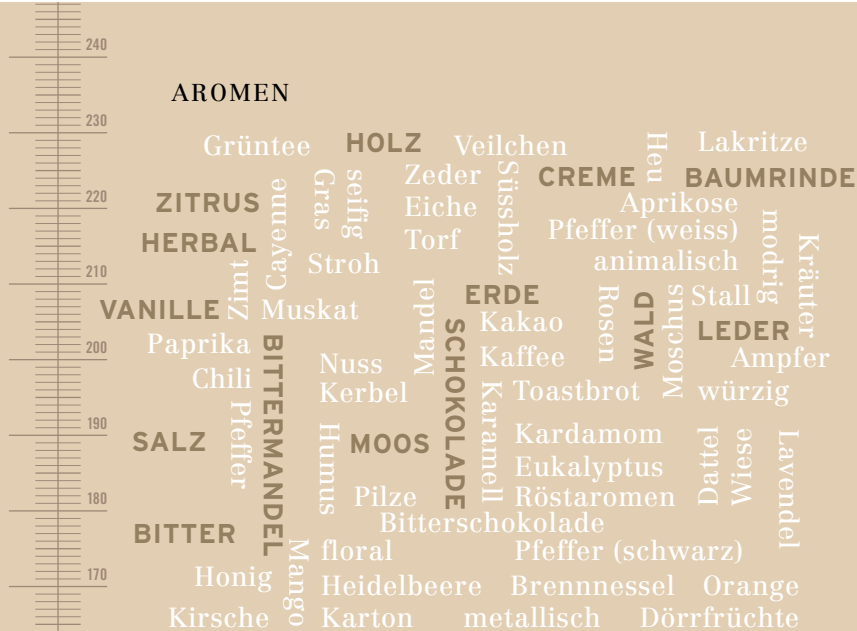 240
AROMEN
230
Grüntee HOLZ Veilchen Heu Lakritze
Gras seifig Zeder Süssholz CREME BAUMRINDE
220
ZITRUS Cayenne Eiche Aprikose
HERBAL Torf Pfeffer (weiss) modrig Kräuter
Stroh animalisch
210
VANILLE Zimt Muskat Mandel ERDE Rosen WALD Moschus Stall
Kakao LEDER
200
Paprika BITTERMANDEL Nuss SCHOKOLADE Kaffee Ampfer
Chili Kerbel Karamell Toastbrot würzig
190
SALZ Pfeffer Humus MOOS Kardamom Dattel Wiese Lavendel
Eukalyptus
180
Pilze Röstaromen
BITTER Bitterschokolade
Mango floral Pfeffer (schwarz)
170
Honig Heidelbeere Brennnessel Orange
Kirsche Karton metallisch Dörrfrüchte